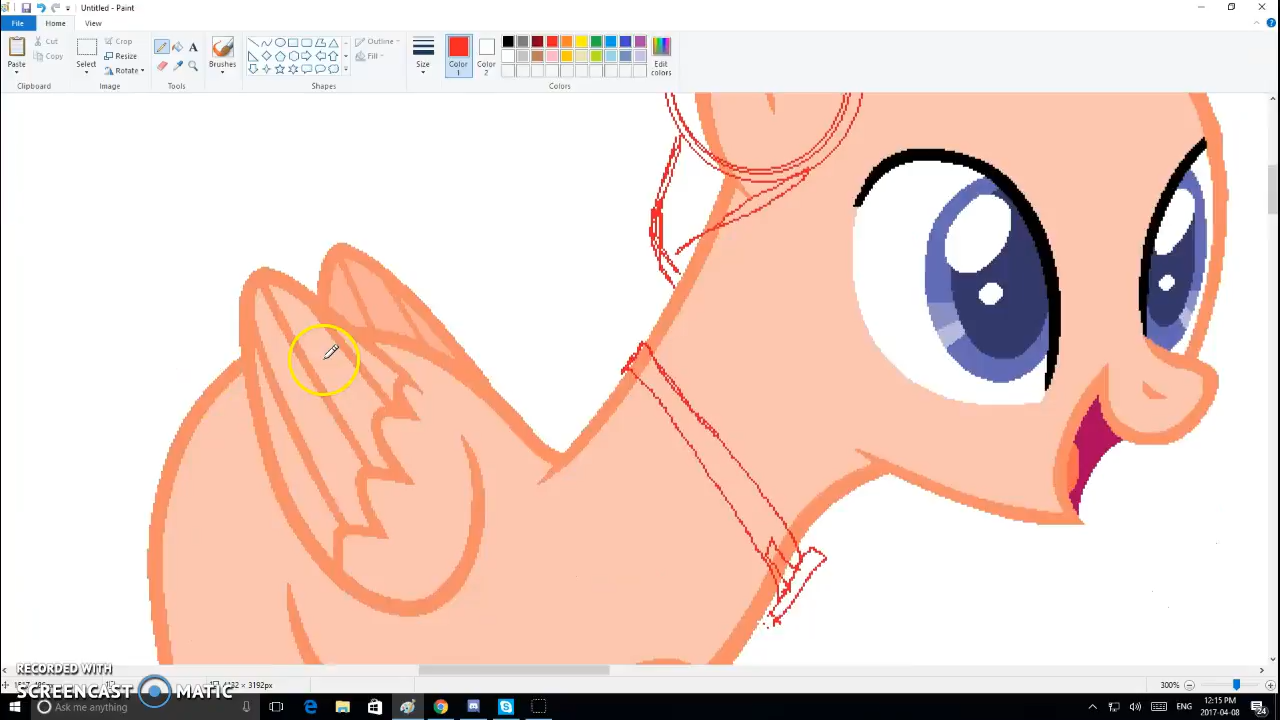 Untitled - Paint
File Home View
Paste
Cut
Copy
Clipboard
Select
Crop
Resize
Rotate
Image
A
Tools
Brushes
Outline
Fill
Shapes
Size
Color 1
Color 2
Edit colors
Colors
RECORDED WITH
SCREENCAST MATIC
3192px
300%
Ask me anything
ENG
12:15 PM
2017-04-08
24